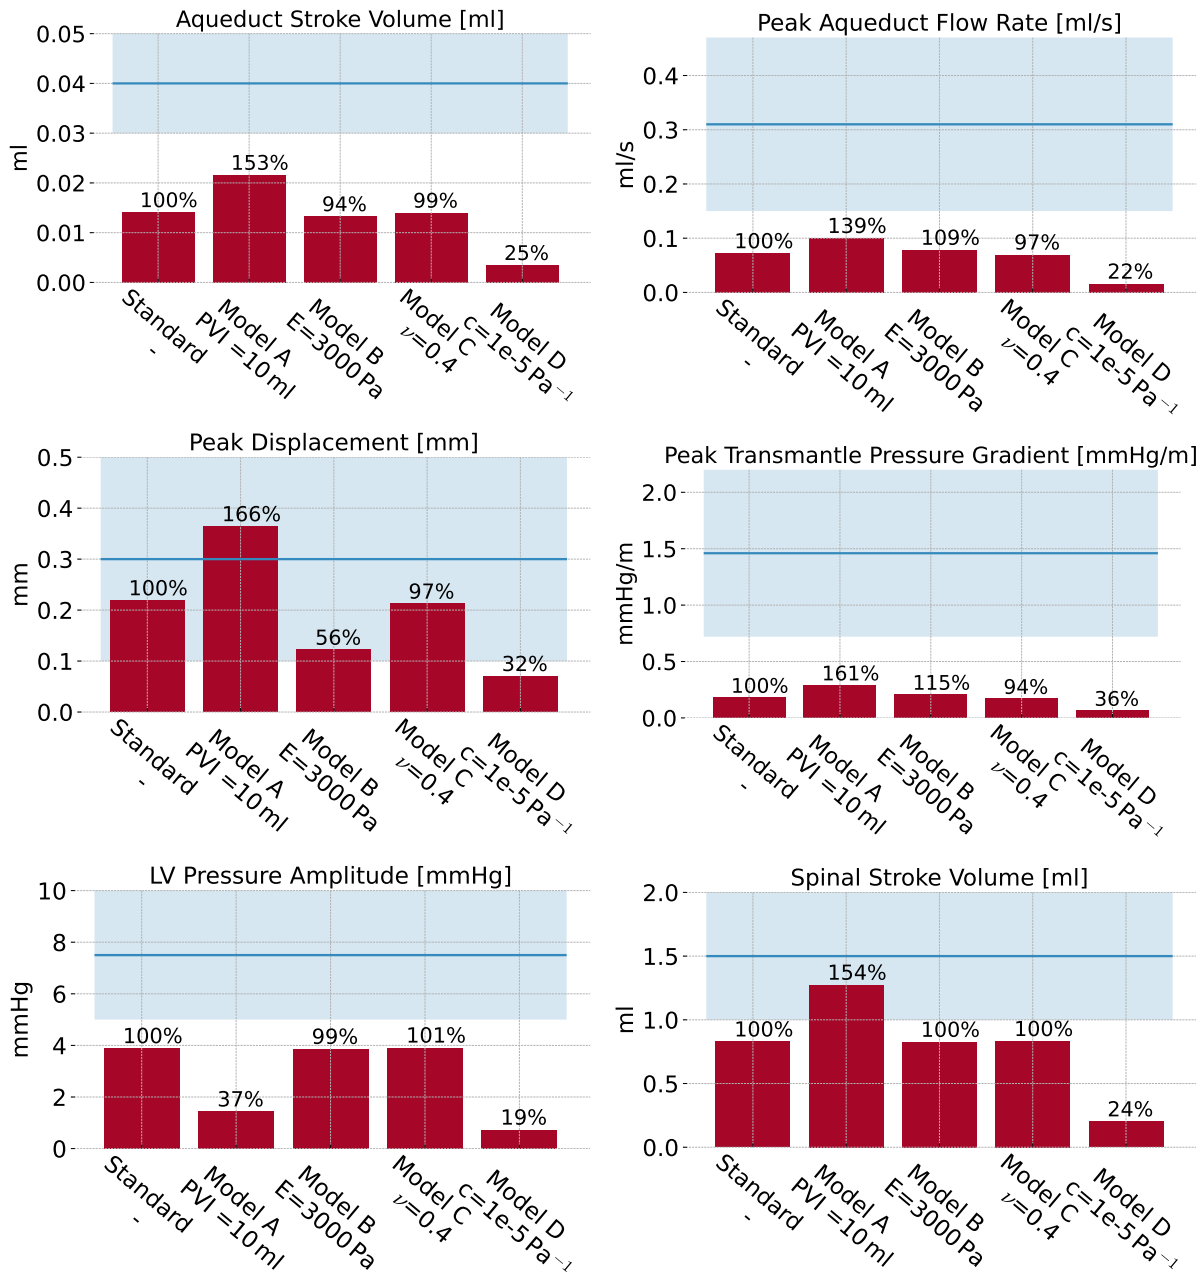 Aqueduct Stroke Volume [ml]
0.05
0.04
0.03
0.02
0.01
0.00
ml
100%
153%
94%
99%
25%
Standard
-
Model A
PVI =10 ml
Model B
E=3000 Pa
Model C
ν=0.4
Model D
c=1e-5 Pa⁻¹
Peak Aqueduct Flow Rate [ml/s]
0.4
0.3
0.2
0.1
0.0
ml/s
100%
139%
109%
97%
22%
Standard
-
Model A
PVI =10 ml
Model B
E=3000 Pa
Model C
ν=0.4
Model D
c=1e-5 Pa⁻¹
Peak Displacement [mm]
0.5
0.4
0.3
0.2
0.1
0.0
mm
100%
166%
56%
97%
32%
Standard
-
Model A
PVI =10 ml
Model B
E=3000 Pa
Model C
ν=0.4
Model D
c=1e-5 Pa⁻¹
Peak Transmantle Pressure Gradient [mmHg/m]
2.0
1.5
1.0
0.5
0.0
mmHg/m
100%
161%
115%
94%
36%
Standard
-
Model A
PVI =10 ml
Model B
E=3000 Pa
Model C
ν=0.4
Model D
c=1e-5 Pa⁻¹
LV Pressure Amplitude [mmHg]
10
8
6
4
2
0
mmHg
100%
37%
99%
101%
19%
Standard
-
Model A
PVI =10 ml
Model B
E=3000 Pa
Model C
ν=0.4
Model D
c=1e-5 Pa⁻¹
Spinal Stroke Volume [ml]
2.0
1.5
1.0
0.5
0.0
ml
100%
154%
100%
100%
24%
Standard
-
Model A
PVI =10 ml
Model B
E=3000 Pa
Model C
ν=0.4
Model D
c=1e-5 Pa⁻¹